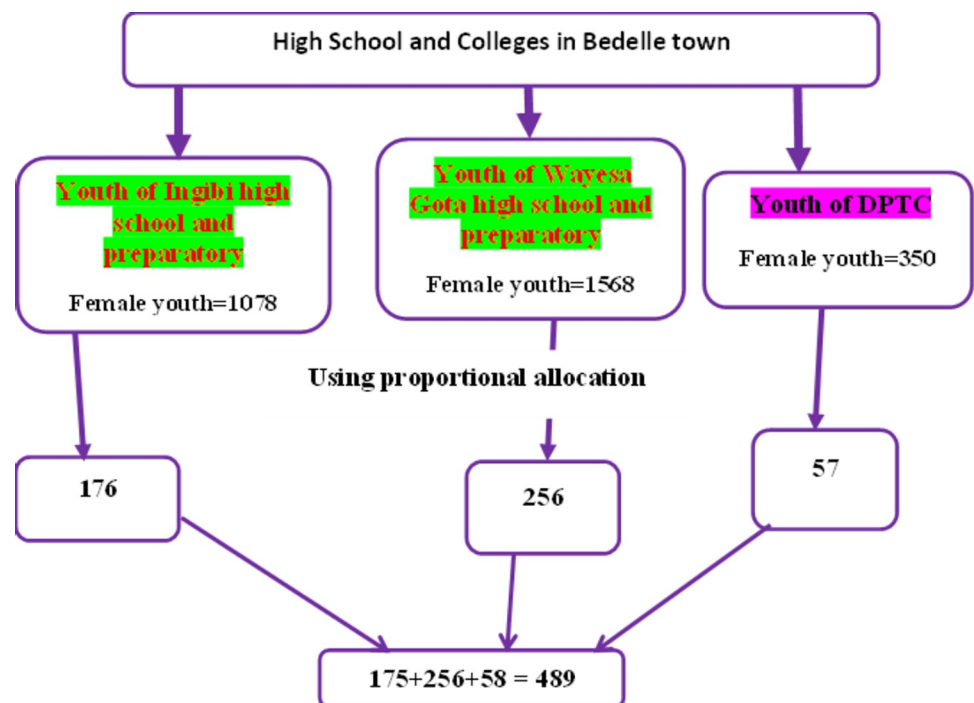 High School and Colleges in Bedelle town
Youth of Ingibi high
school and
preparatory
Female youth=1078
Youth of Wayesa
Gota high school and
preparatory
Female youth=1568
Youth of DPTC
Female youth=350
Using proportional allocation
176
256
57
175+256+58 = 489